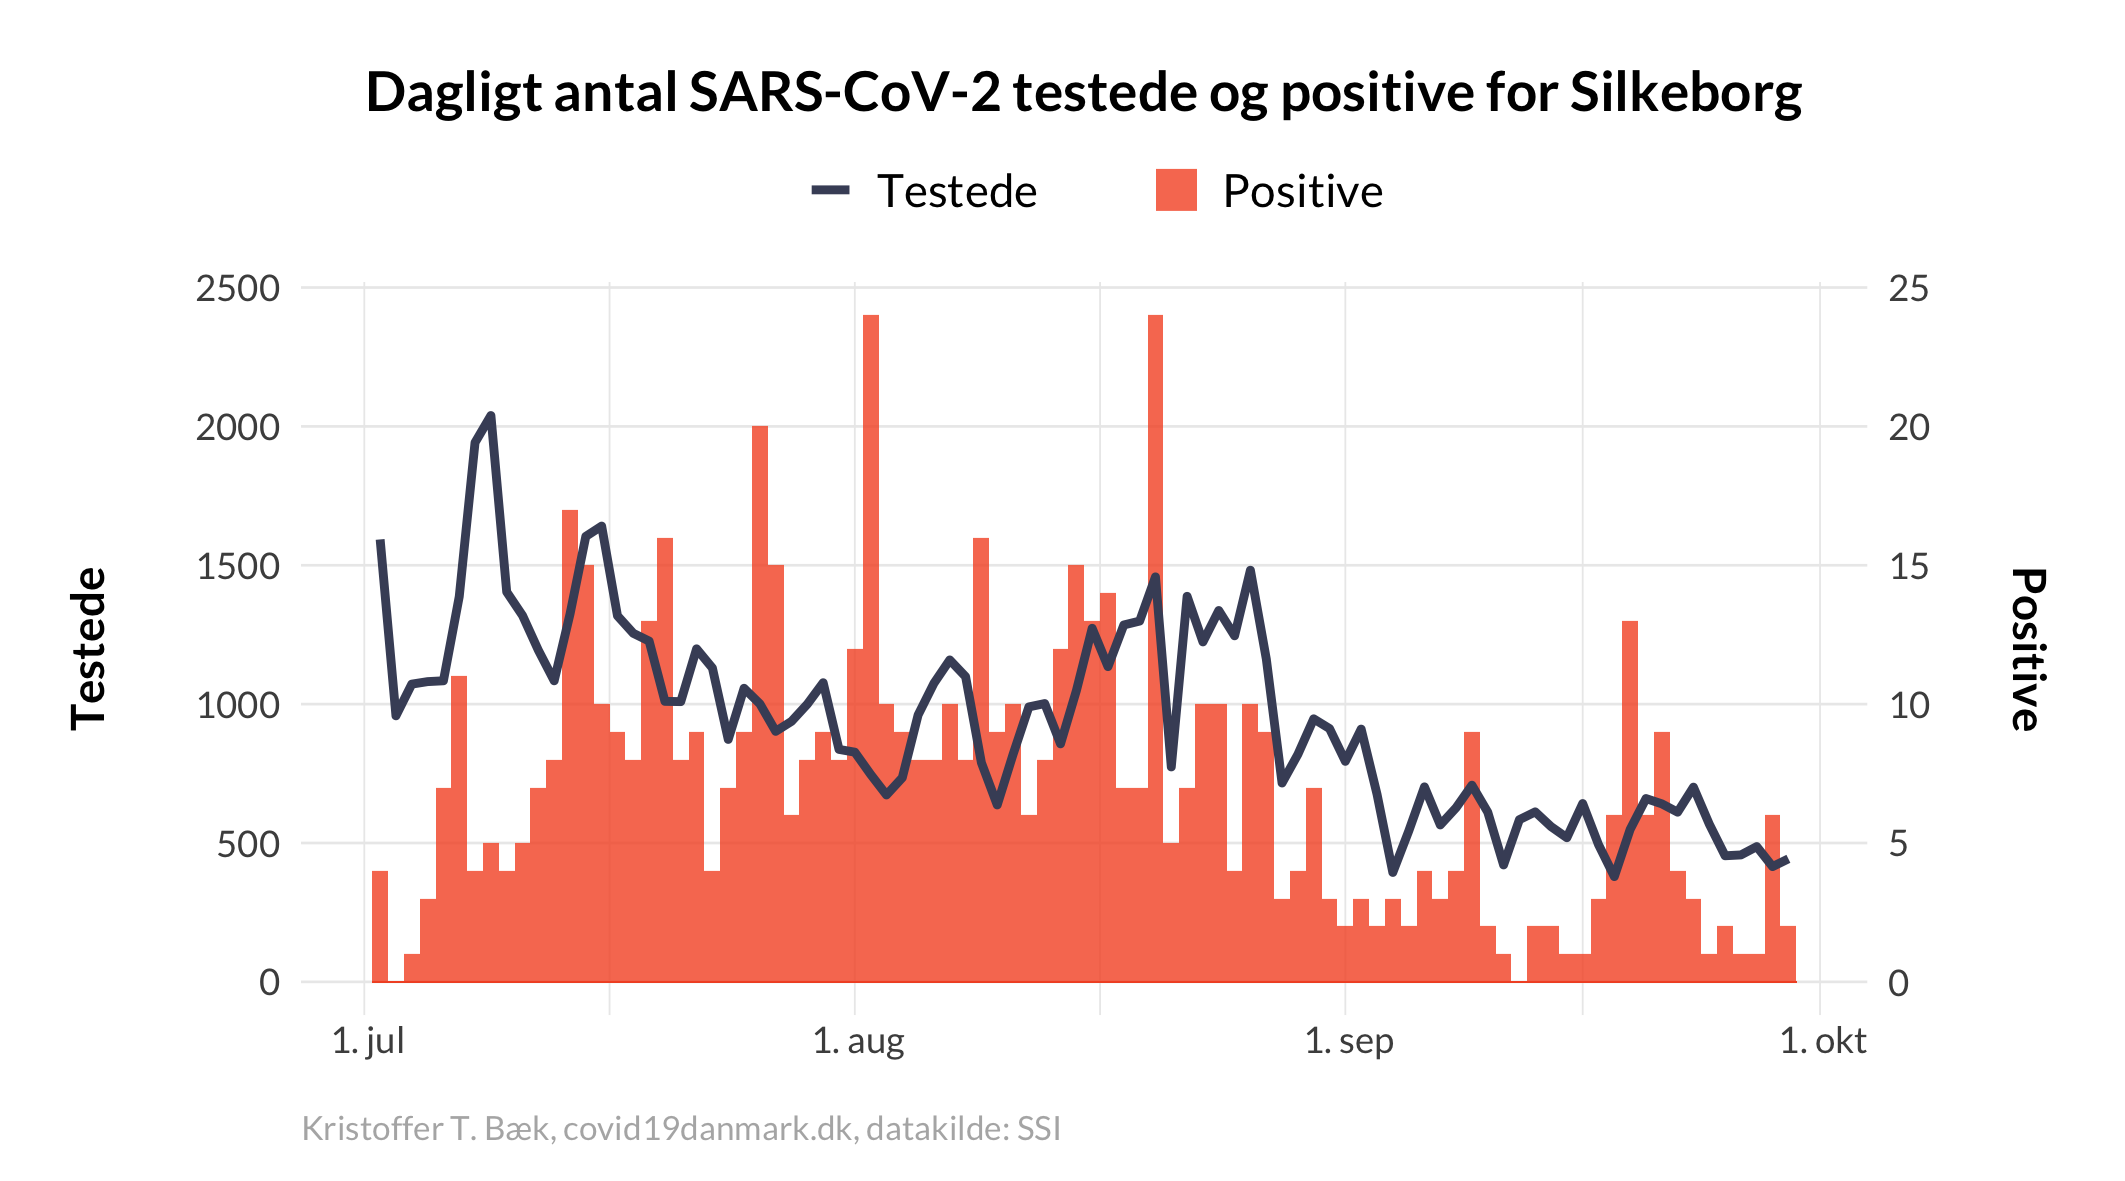 Dagligt antal SARS-CoV-2 testede og positive for Silkeborg
Testede Positive
2500 25
2000 20
1500 15
1000 10
500 5
0 0
Testede
Positive
1. jul 1. aug 1. sep 1. okt
Kristoffer T. Bæk, covid19danmark.dk, datakilde: SSI